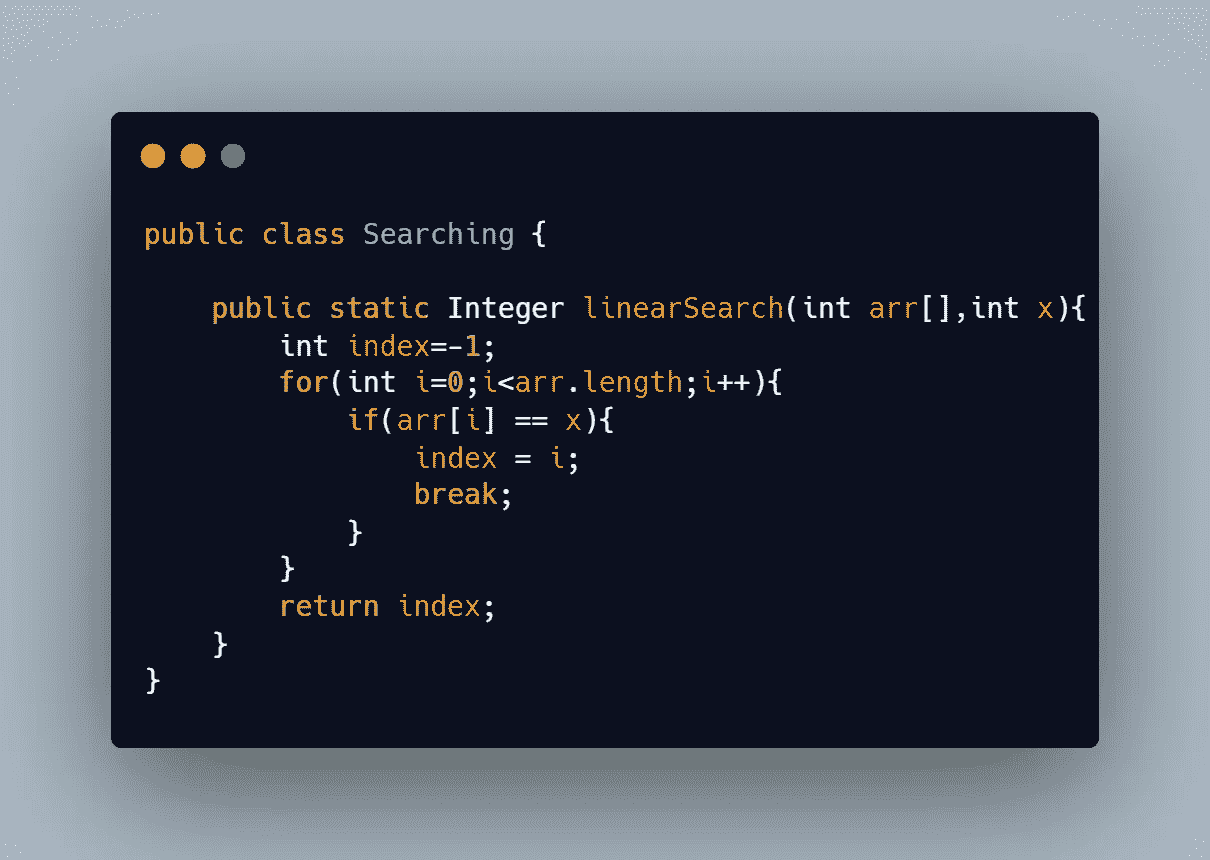 public class Searching {
    public static Integer linearSearch(int arr[],int x){
        int index=-1;
        for(int i=0;i<arr.length;i++){
            if(arr[i] == x){
                index = i;
                break;
            }
        }
        return index;
    }
}